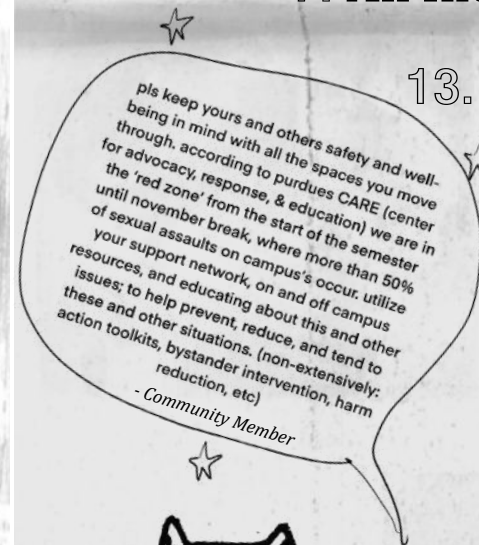 13.
pls keep yours and others safety and well-
being in mind with all the spaces you move
through. according to purdues CARE (center
for advocacy, response, & education) we are in
the 'red zone' from the start of the semester
until november break, where more than 50%
of sexual assaults on campus's occur. utilize
your support network, on and off campus
resources, and educating about this and other
issues; to help prevent, reduce, and tend to
these and other situations. (non-extensively:
action toolkits, bystander intervention, harm
reduction, etc)
- Community Member